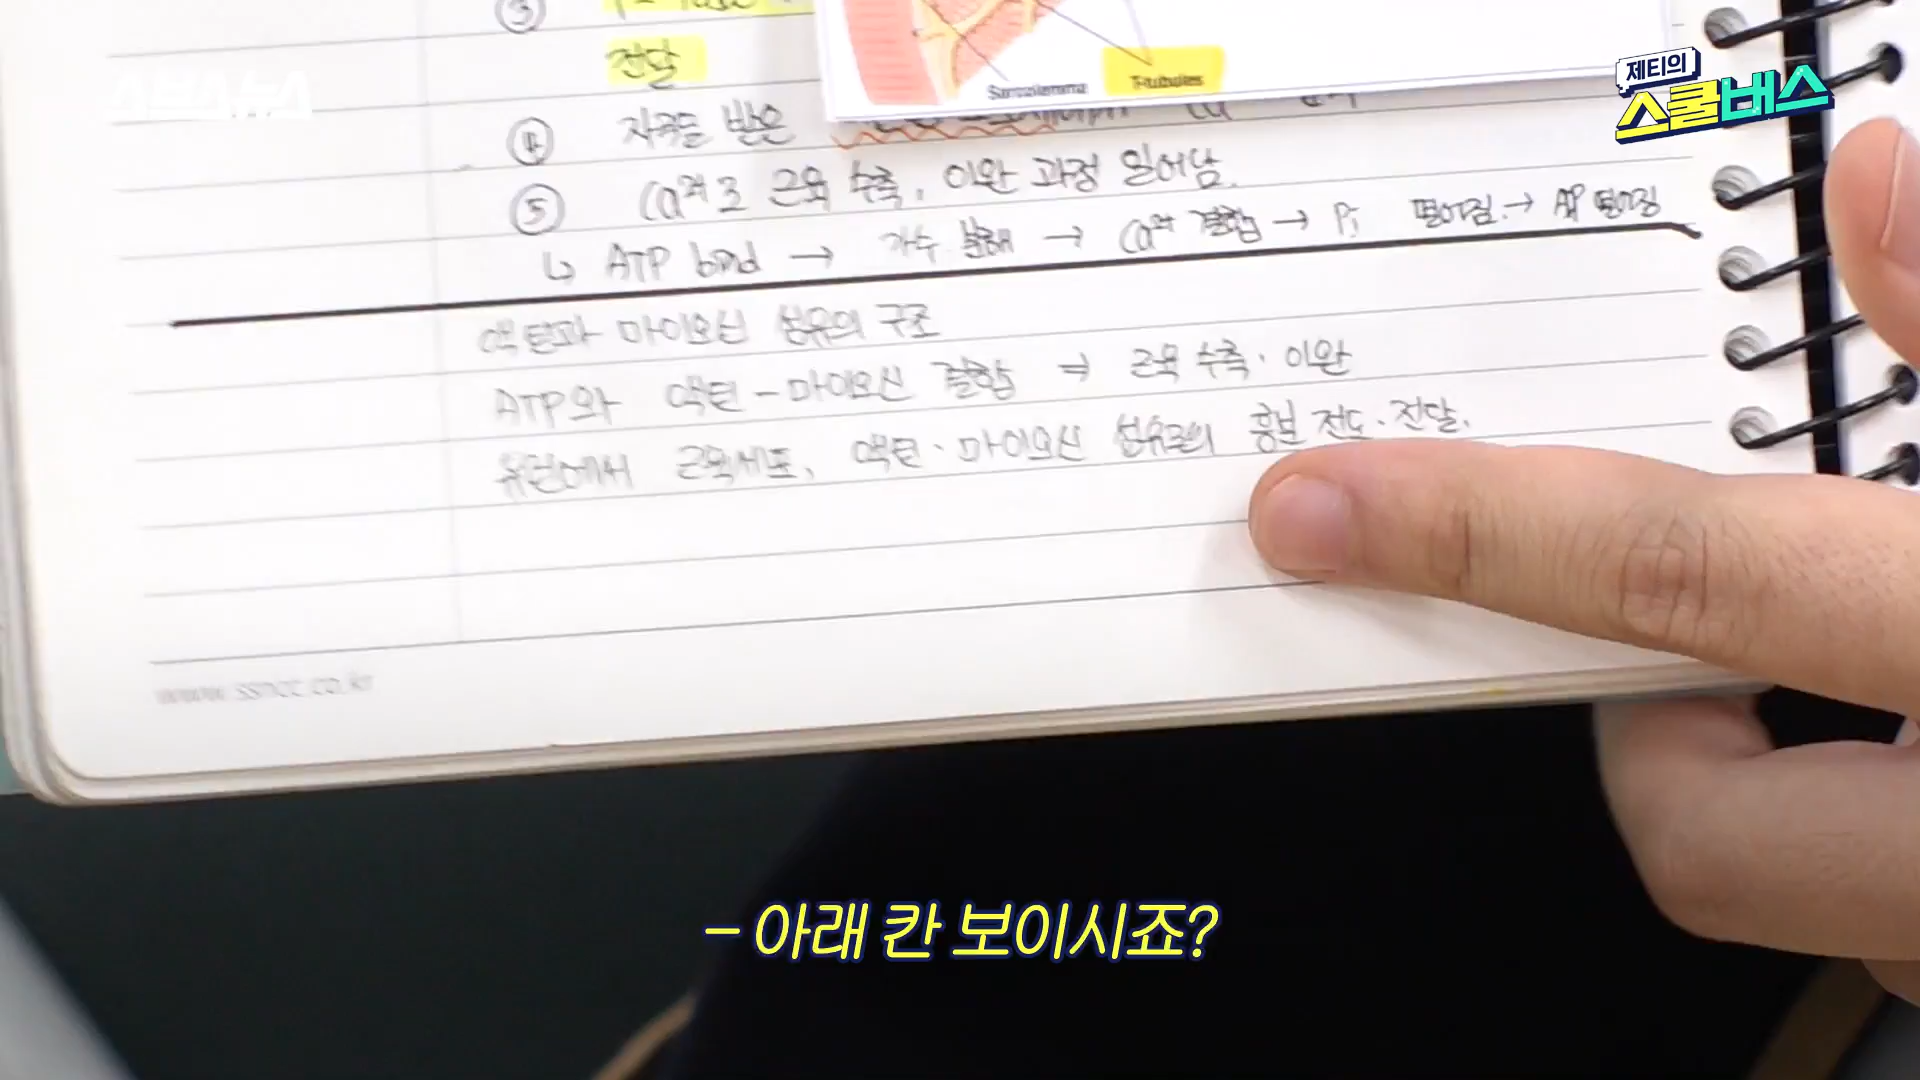 스브스뉴스
제티의
스쿨버스
③
전달
Sarcolemma
T-tubules
④ 자극을 받은
⑤ Ca²⁺로 근육 수축, 이완 과정 일어남.
↳ ATP bind → 가수 분해 → Ca²⁺ 결합 → Pi 떨어짐. → ADP 떨어짐
액틴과 마이오신 섬유의 구조
ATP와 액틴-마이오신 결합 ⇒ 근육 수축·이완
뉴런에서 근육세포, 액틴·마이오신 섬유로의 흥분 전도·전달.
www.ssncc.co.kr
- 아래 칸 보이시죠?